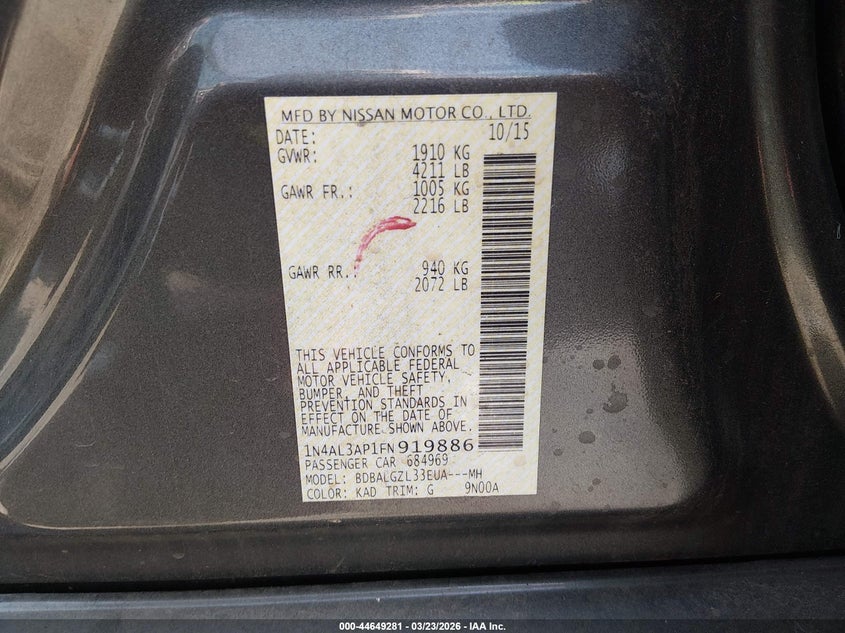 MFD BY NISSAN MOTOR CO., LTD.
DATE: 10/15
GVWR: 1910 KG
4211 LB
GAWR FR.: 1005 KG
2216 LB
GAWR RR.: 940 KG
2072 LB
THIS VEHICLE CONFORMS TO
ALL APPLICABLE FEDERAL
MOTOR VEHICLE SAFETY,
BUMPER, AND THEFT
PREVENTION STANDARDS IN
EFFECT ON THE DATE OF
MANUFACTURE SHOWN ABOVE.
1N4AL3AP1FN919886
PASSENGER CAR 684969
MODEL: BDBALGZL33EUA---MH
COLOR: KAD TRIM: G 9N00A
000-44649281 - 03/23/2026 - IAA Inc.